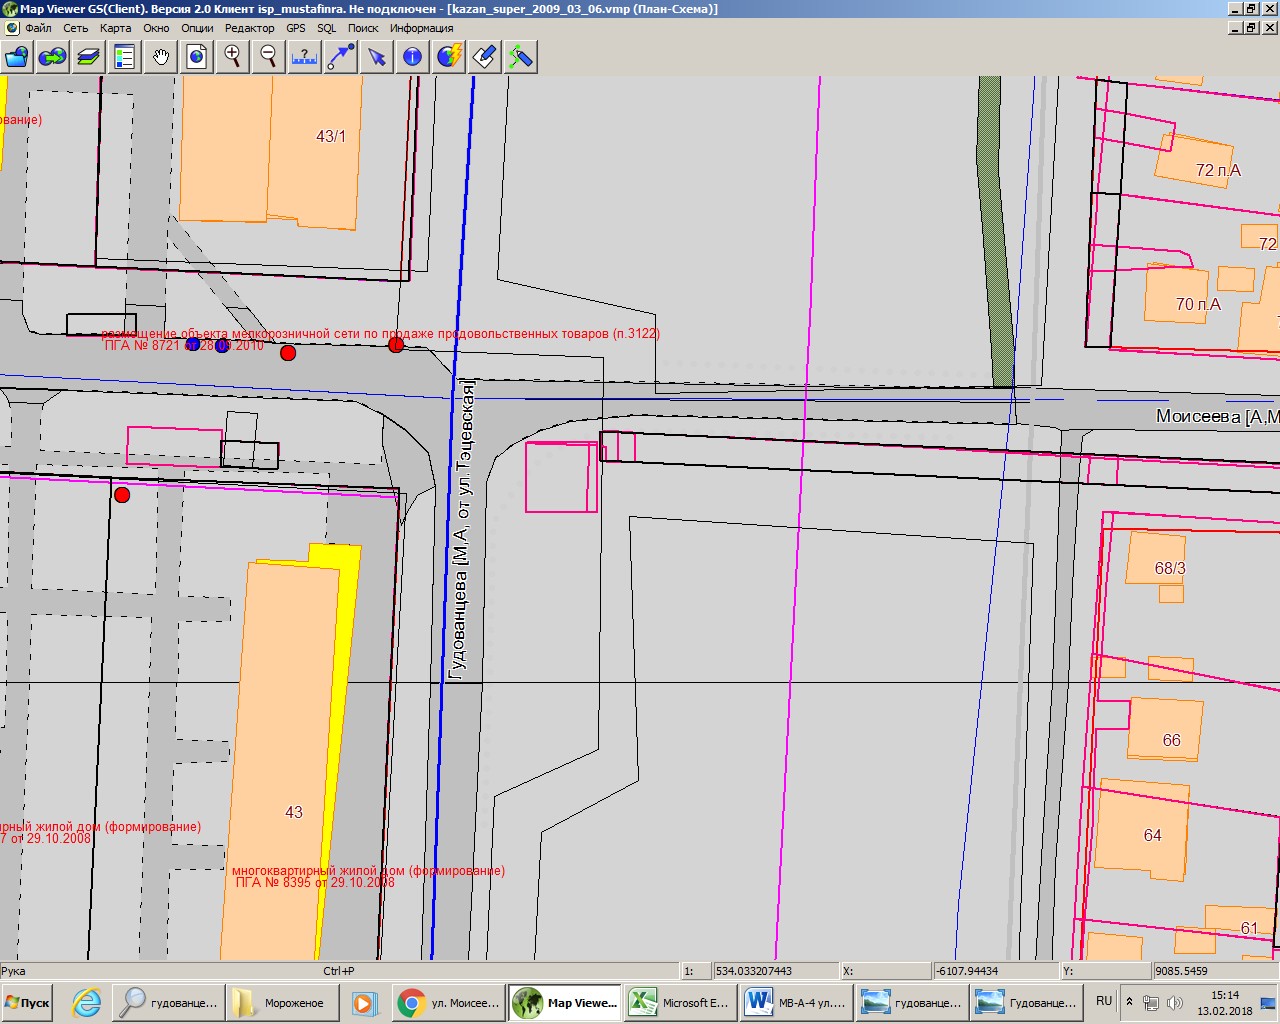 Map Viewer GS(Client). Версия 2.0 Клиент isp_mustafinra. Не подключен - [kazan_super_2009_03_06.vmp (План-Схема)]
Файл Сеть Карта Окно Опции Редактор GPS SQL Поиск Информация
ование)
43/1
72 п.А
72
70 п.А
размещение объекта мелкорозничной сети по продаже продовольственных товаров (п.3122)
ПГА № 8721 от 28.09.2010
Моисеева [А,М
Гудованцева [М,А, от ул. Тэцевская]
68/3
66
64
61
43
ирный жилой дом (формирование)
7 от 29.10.2008
многоквартирный жилой дом (формирование)
ПГА № 8395 от 29.10.2008
Рука Ctrl+P 1: 534.033207443 X: -6107.94434 Y: 9085.5459
Пуск гудованце... Мороженое ул. Моисее... Map Viewe... Microsoft E... МВ-А-4 ул.... гудованце... Гудованце... RU 15:14
13.02.2018